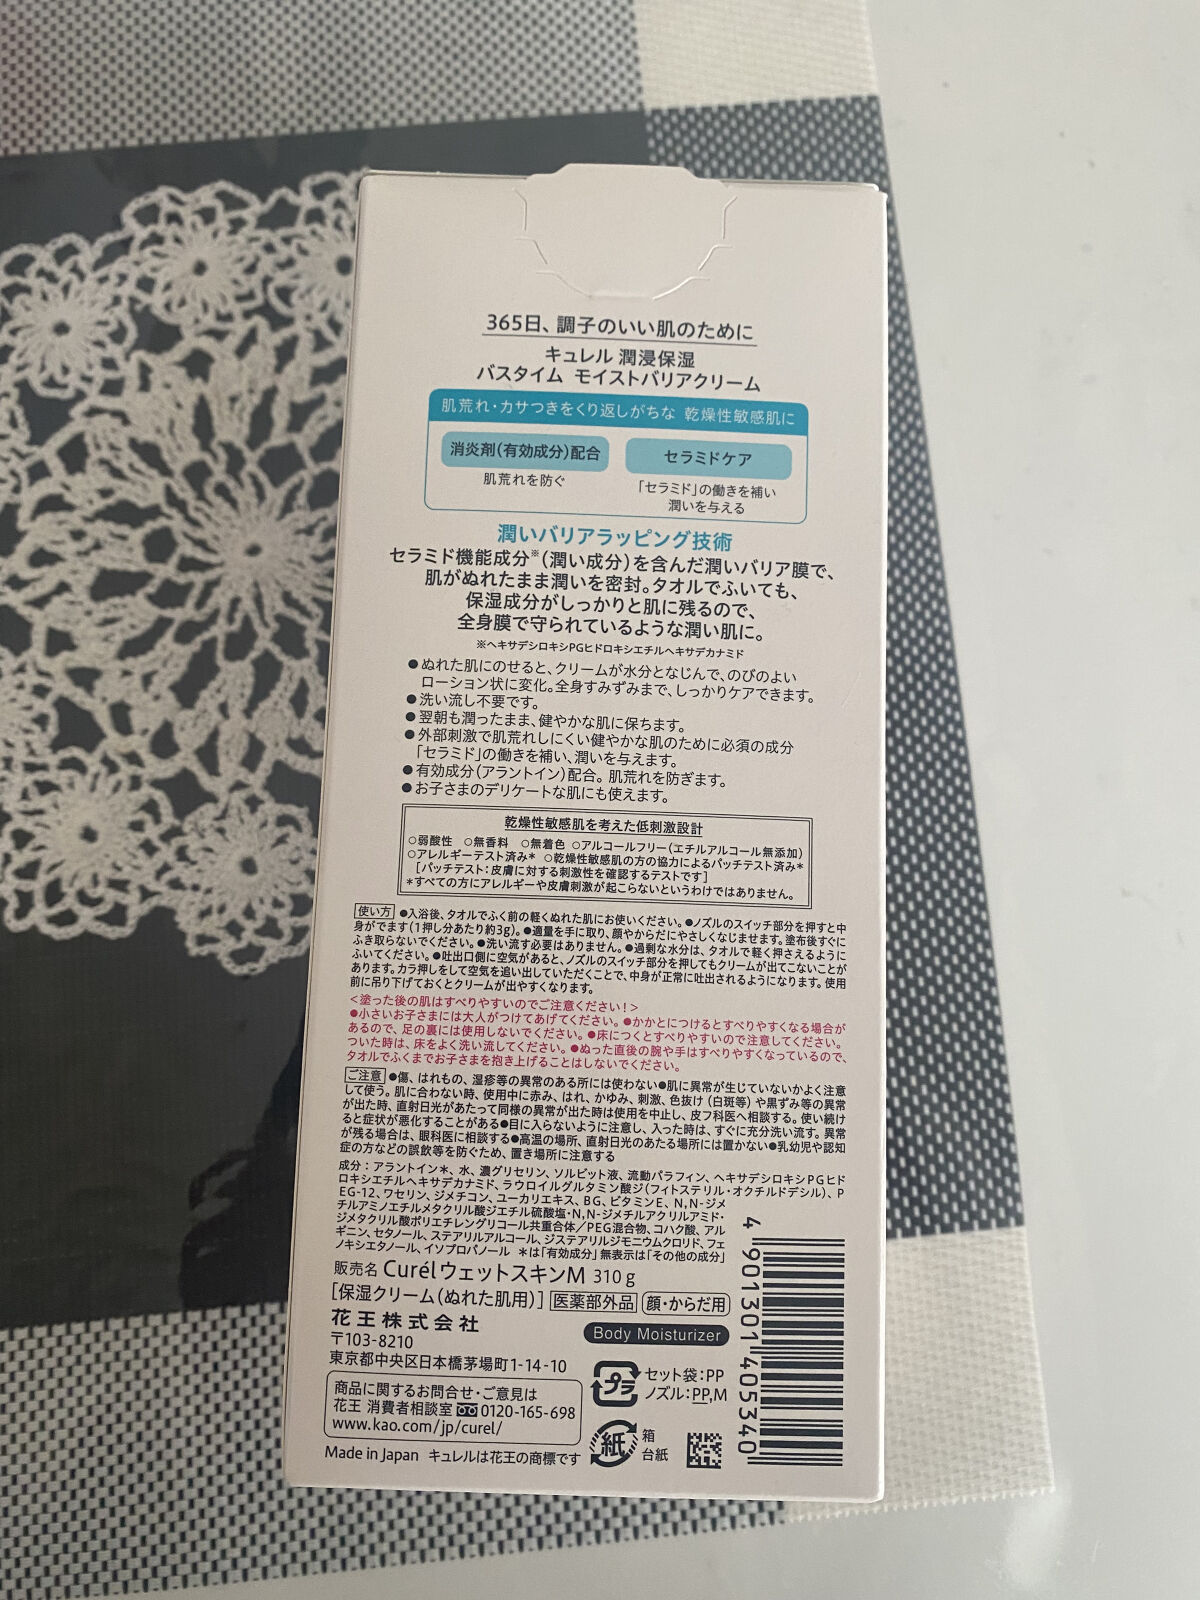 365日、調子のいい肌のために
キュレル 潤浸保湿
バスタイム モイストバリアクリーム
肌荒れ・カサつきをくり返しがちな 乾燥性敏感肌に
消炎剤(有効成分)配合
肌荒れを防ぐ
セラミドケア
「セラミド」の働きを補い
潤いを与える
潤いバリアラッピング技術
セラミド機能成分※(潤い成分)を含んだ潤いバリア膜で、
肌がぬれたまま潤いを密封。タオルでふいても、
保湿成分がしっかりと肌に残るので、
全身膜で守られているような潤い肌に。
※ヘキサデシロキシPGヒドロキシエチルヘキサデカナミド
●ぬれた肌にのせると、クリームが水分となじんで、のびのよい
ローション状に変化。全身すみずみまで、しっかりケアできます。
●洗い流し不要です。
●翌朝も潤ったまま、健やかな肌に保ちます。
●外部刺激で肌荒れしにくい健やかな肌のために必須の成分
「セラミド」の働きを補い、潤いを与えます。
●有効成分(アラントイン)配合。肌荒れを防ぎます。
●お子さまのデリケートな肌にも使えます。
乾燥性敏感肌を考えた低刺激設計
○弱酸性 ○無香料 ○無着色 ○アルコールフリー(エチルアルコール無添加)
○アレルギーテスト済み* ○乾燥性敏感肌の方の協力によるパッチテスト済み*
[パッチテスト:皮膚に対する刺激性を確認するテストです]
*すべての方にアレルギーや皮膚刺激が起こらないというわけではありません。
使い方 ●入浴後、タオルでふく前の軽くぬれた肌にお使いください。●ノズルのスイッチ部分を押すと中
身がでます(1押し分あたり約3g)。●適量を手に取り、顔やからだにやさしくなじませます。塗布後すぐに
ふき取らないでください。●洗い流す必要はありません。●過剰な水分は、タオルで軽く押さえるように
ふいてください。●吐出口側に空気があると、ノズルのスイッチ部分を押してもクリームが出てこないことが
あります。カラ押しをして空気を追い出していただくことで、中身が正常に吐出されるようになります。使用
前に吊り下げておくとクリームが出やすくなります。
<塗った後の肌はすべりやすいのでご注意ください!>
●小さいお子さまには大人がつけてあげてください。●かかとにつけるとすべりやすくなる場合が
あるので、足の裏には使用しないでください。●床につくとすべりやすいので注意してください。
ついた時は、床をよく洗い流してください。●ぬった直後の腕や手はすべりやすくなっているので、
タオルでふくまでお子さまを抱き上げることはしないでください。
ご注意 ●傷、はれもの、湿疹等の異常のある所には使わない●肌に異常が生じていないかよく注意
して使う。肌に合わない時、使用中に赤み、はれ、かゆみ、刺激、色抜け(白斑等)や黒ずみ等の異常
が出た時、直射日光があたって同様の異常が出た時は使用を中止し、皮フ科医へ相談する。使い続け
ると症状が悪化することがある●目に入らないように注意し、入った時は、すぐに充分洗い流す。異常
が残る場合は、眼科医に相談する●高温の場所、直射日光のあたる場所には置かない●乳幼児や認知
症の方などの誤飲等を防ぐため、置き場所に注意する
成分:アラントイン*、水、濃グリセリン、ソルビット液、流動パラフィン、ヘキサデシロキシPGヒド
ロキシエチルヘキサデカナミド、ラウロイルグルタミン酸ジ(フィトステリル・オクチルドデシル)、P
EG-12、ワセリン、ジメチコン、ユーカリエキス、BG、ビタミンE、N,N-ジメ
チルアミノエチルメタクリル酸ジエチル硫酸塩・N,N-ジメチルアクリルアミド・
ジメタクリル酸ポリエチレングリコール共重合体/PEG混合物、コハク酸、アル
ギニン、セタノール、ステアリルアルコール、ジステアリルジモニウムクロリド、フェ
ノキシエタノール、イソプロパノール *は「有効成分」無表示は「その他の成分」
販売名 CurélウェットスキンM 310g
[保湿クリーム(ぬれた肌用)] 医薬部外品 顔・からだ用
花王株式会社
Body Moisturizer
〒103-8210
東京都中央区日本橋茅場町1-14-10
商品に関するお問合せ・ご意見は
花王 消費者相談室 0120-165-698
www.kao.com/jp/curel/
Made in Japan キュレルは花王の商標です
プラ
セット袋:PP
ノズル:PP,M
紙
箱
台紙
4 901301 405340